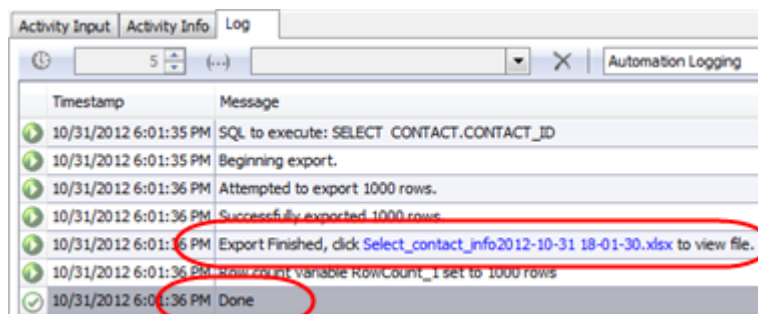 Activity Input Activity Info Log
5 (...) Automation Logging
Timestamp Message
10/31/2012 6:01:35 PM SQL to execute: SELECT CONTACT.CONTACT_ID
10/31/2012 6:01:35 PM Beginning export.
10/31/2012 6:01:36 PM Attempted to export 1000 rows.
10/31/2012 6:01:36 PM Successfully exported 1000 rows.
10/31/2012 6:01:36 PM Export Finished, click Select_contact_info2012-10-31 18-01-30.xlsx to view file.
10/31/2012 6:01:36 PM Row count variable RowCount_1 set to 1000 rows
10/31/2012 6:01:36 PM Done